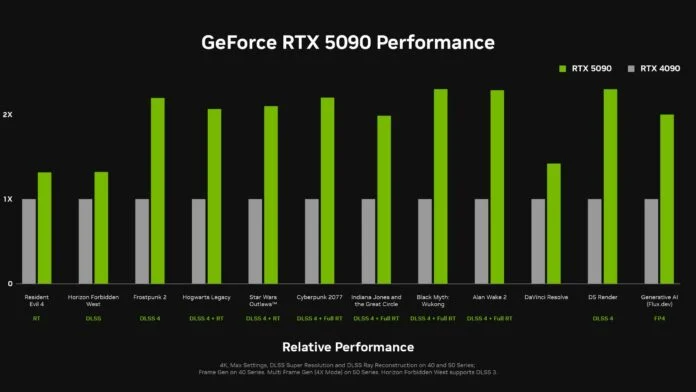 GeForce RTX 5090 Performance
RTX 5090 RTX 4090
2X
1X
0
Resident
Evil 4
RT
Horizon Forbidden
West
DLSS
Frostpunk 2
DLSS 4
Hogwarts Legacy
DLSS 4 + RT
Star Wars
Outlaws™
DLSS 4 + RT
Cyberpunk 2077
DLSS 4 + Full RT
Indiana Jones and
the Great Circle
DLSS 4 + Full RT
Black Myth:
Wukong
DLSS 4 + Full RT
Alan Wake 2
DLSS 4 + Full RT
DaVinci Resolve
D5 Render
DLSS 4
Generative AI
(Flux.dev)
FP4
Relative Performance
4K, Max Settings, DLSS Super Resolution and DLSS Ray Reconstruction on 40 and 50 Series;
Frame Gen on 40 Series. Multi Frame Gen (4X Mode) on 50 Series. Horizon Forbidden West supports DLSS 3.